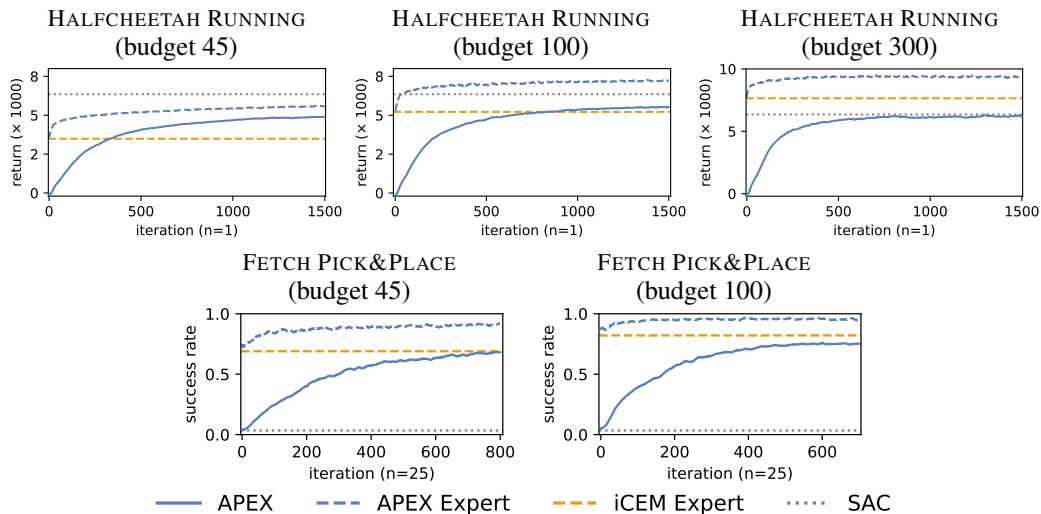 HALFCHEETAH RUNNING
(budget 45)
HALFCHEETAH RUNNING
(budget 100)
HALFCHEETAH RUNNING
(budget 300)
return (× 1000)
8
5
2
0
0
500
1000
1500
iteration (n=1)
return (× 1000)
8
5
2
0
0
500
1000
1500
iteration (n=1)
return (× 1000)
10
5
0
0
500
1000
1500
iteration (n=1)
FETCH PICK&PLACE
(budget 45)
FETCH PICK&PLACE
(budget 100)
success rate
1.0
0.5
0.0
0
200
400
600
800
iteration (n=25)
success rate
1.0
0.5
0.0
0
200
400
600
iteration (n=25)
APEX
APEX Expert
iCEM Expert
SAC